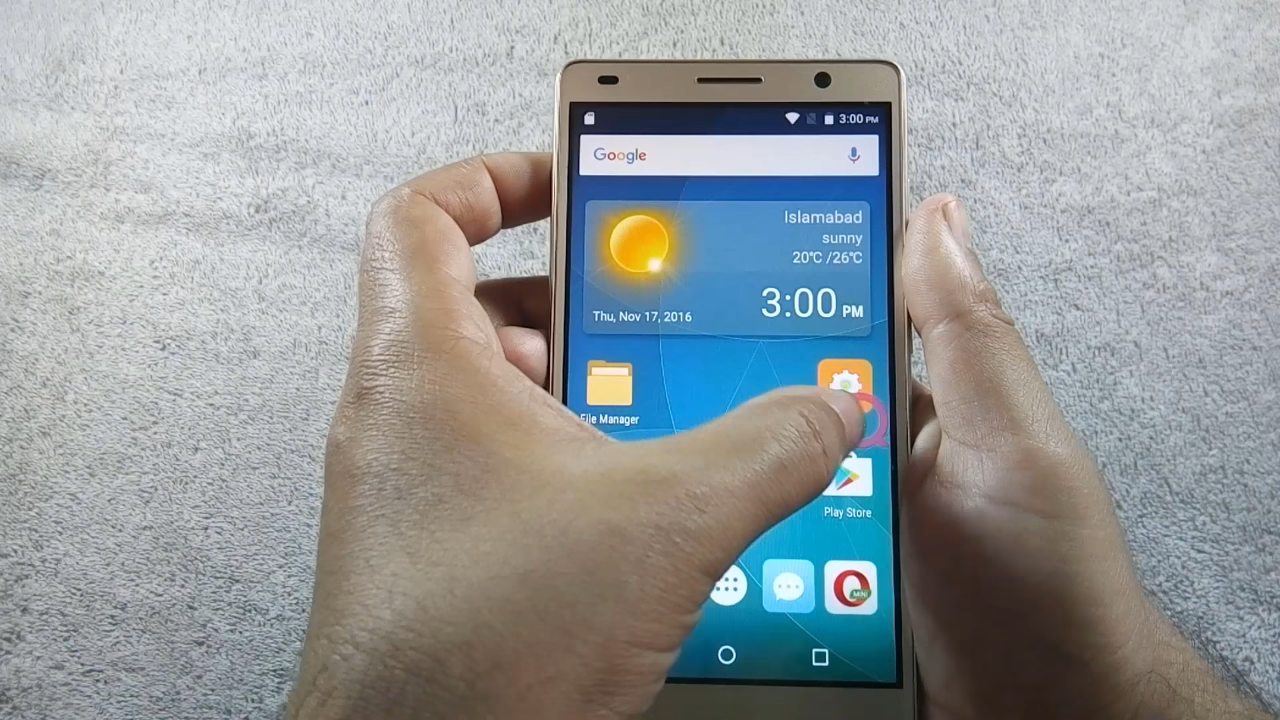 3:00 PM
Google
Islamabad
sunny
20℃ /26℃
3:00 PM
Thu, Nov 17, 2016
File Manager
Play Store
MINI